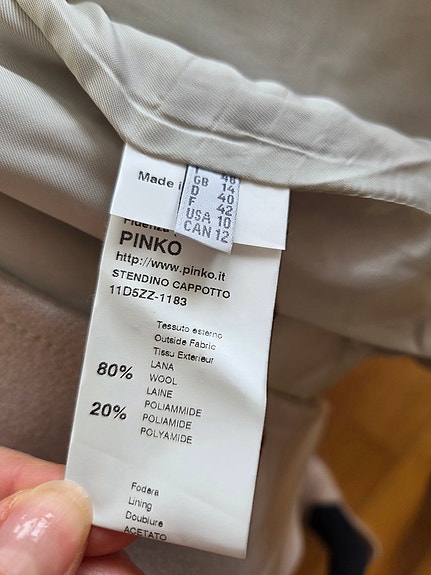 Made i
I 46
GB 14
D 40
F 42
USA 10
CAN 12
PINKO
http://www.pinko.it
STENDINO CAPPOTTO
11D5ZZ-1183
Tessuto esterno
Outside Fabric
Tissu Exterieur
80% LANA
WOOL
LAINE
20% POLIAMMIDE
POLIAMIDE
POLYAMIDE
Fodera
Lining
Doublure
ACETATO